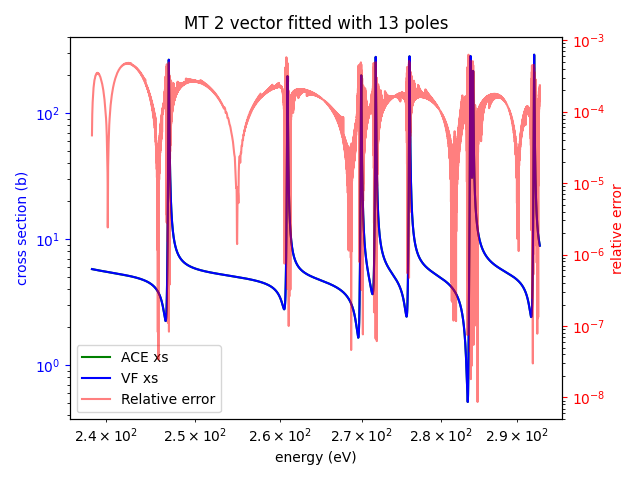 MT 2 vector fitted with 13 poles
10² 
10¹
10⁰
cross section (b)
10⁻³
10⁻⁴
10⁻⁵
10⁻⁶
10⁻⁷
10⁻⁸
relative error
ACE xs
VF xs
Relative error
2.4 × 10² 2.5 × 10² 2.6 × 10² 2.7 × 10² 2.8 × 10² 2.9 × 10²
energy (eV)